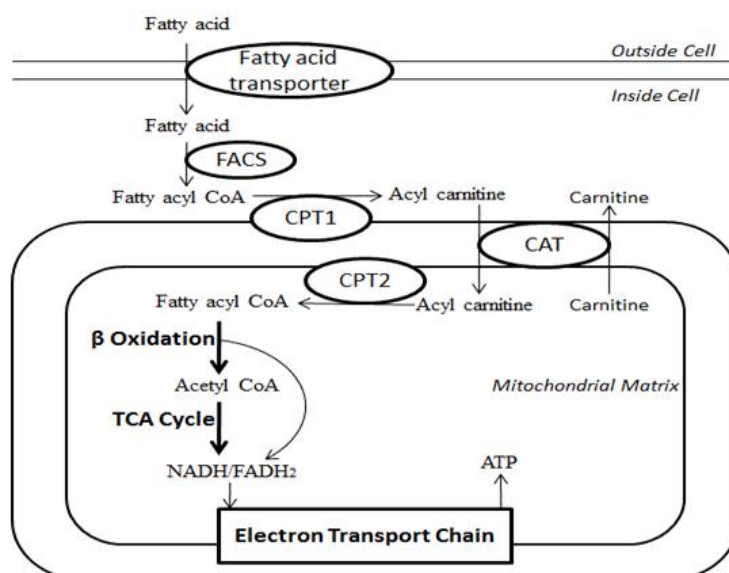 Fatty acid
Fatty acid
transporter
Outside Cell
Inside Cell
Fatty acid
FACS
Fatty acyl CoA
Acyl carnitine
Carnitine
CPT1
CAT
CPT2
Fatty acyl CoA
Acyl carnitine
Carnitine
β Oxidation
Acetyl CoA
Mitochondrial Matrix
TCA Cycle
NADH/FADH₂
ATP
Electron Transport Chain